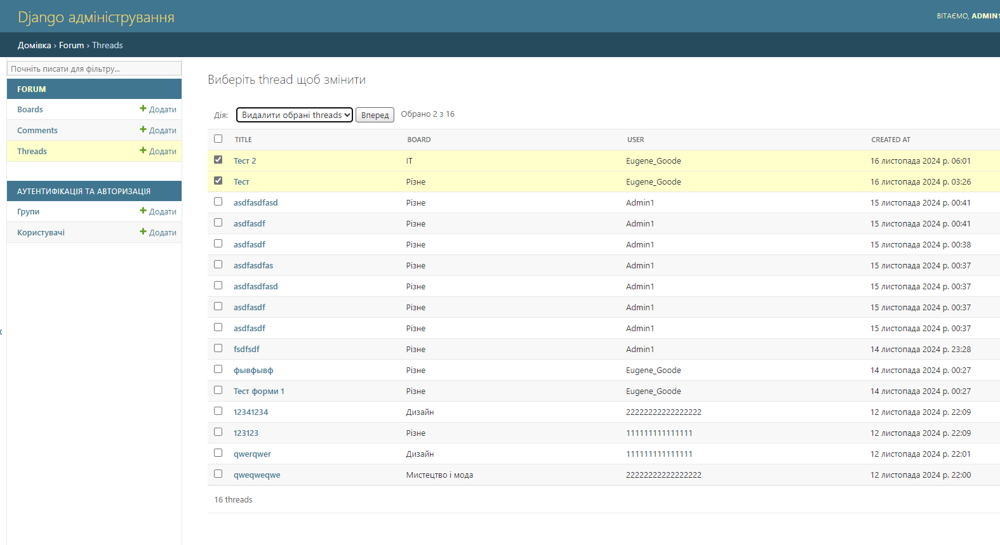 Django адміністрування
ВІТАЄМО, ADMIN1
Домівка › Forum › Threads
Почніть писати для фільтру...
FORUM
Boards Додати
Comments Додати
Threads Додати
АУТЕНТИФІКАЦІЯ ТА АВТОРИЗАЦІЯ
Групи Додати
Користувачі Додати
Виберіть thread щоб змінити
Дія: Видалити обрані threads Вперед Обрано 2 з 16
TITLE BOARD USER CREATED AT
Тест 2 IT Eugene_Goode 16 листопада 2024 р. 06:01
Тест Різне Eugene_Goode 16 листопада 2024 р. 03:26
asdfasdfasd Різне Admin1 15 листопада 2024 р. 00:41
asdfasdf Різне Admin1 15 листопада 2024 р. 00:41
asdfasdf Різне Admin1 15 листопада 2024 р. 00:38
asdfasdfas Різне Admin1 15 листопада 2024 р. 00:37
asdfasdfasd Різне Admin1 15 листопада 2024 р. 00:37
asdfasdf Різне Admin1 15 листопада 2024 р. 00:37
asdfasdf Різне Admin1 15 листопада 2024 р. 00:37
fsdfsdf Різне Admin1 14 листопада 2024 р. 23:28
фывфывф Різне Eugene_Goode 14 листопада 2024 р. 00:27
Тест форми 1 Різне Eugene_Goode 14 листопада 2024 р. 00:27
12341234 Дизайн 22222222222222222 12 листопада 2024 р. 22:09
123123 Різне 111111111111111 12 листопада 2024 р. 22:09
qwerqwer Дизайн 111111111111111 12 листопада 2024 р. 22:01
qweqweqwe Мистецтво і мода 22222222222222222 12 листопада 2024 р. 22:00
16 threads